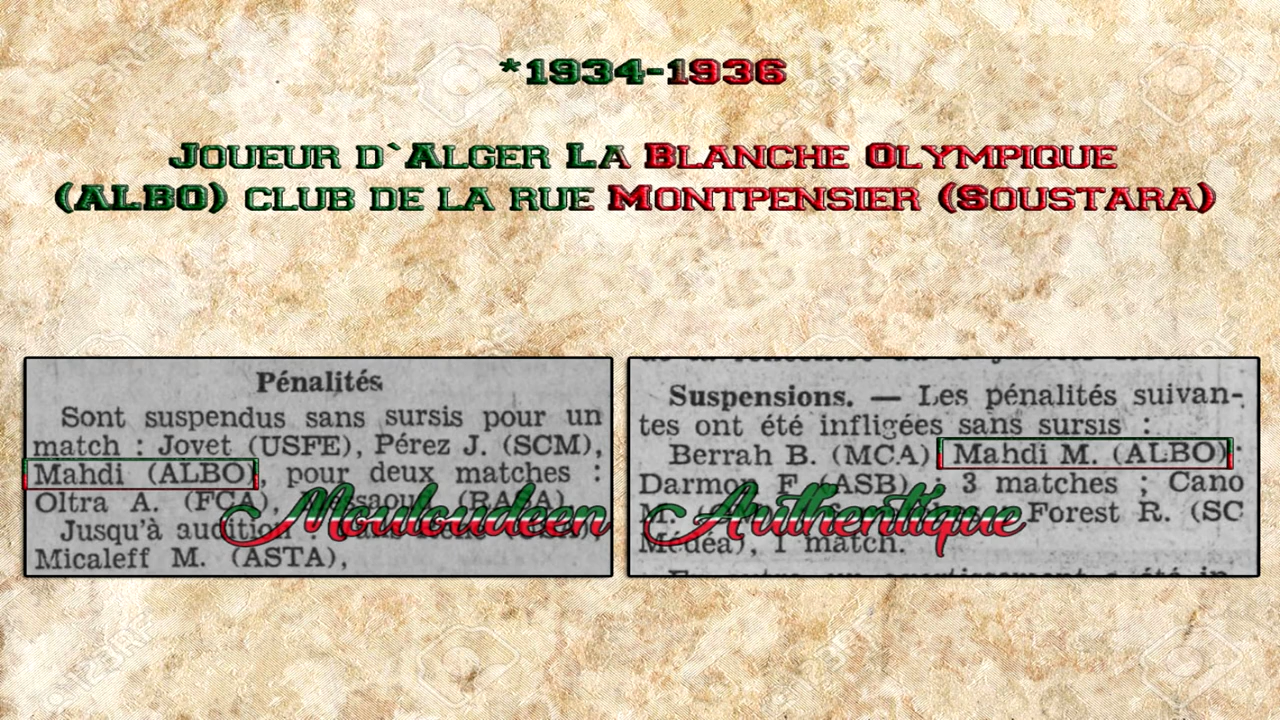 *1934-1936
Joueur d`Alger La Blanche Olympique
(ALBO) club de la rue Montpensier (Soustara)
Pénalités
Sont suspendus sans sursis pour un
match : Jovet (USFE), Pérez J. (SCM),
Mahdi (ALBO), pour deux matches :
Oltra A. (FCA),
Jusqu'à audition :
Micaleff M. (ASTA),
Mouloudeen
Suspensions. — Les pénalités suivan-
tes ont été infligées sans sursis :
Berrah B. (MCA) Mahdi M. (ALBO)
Darmon F. (ASB) : 3 matches ; Cano
M. Forest R. (SC
Médéa), 1 match.
Authentique